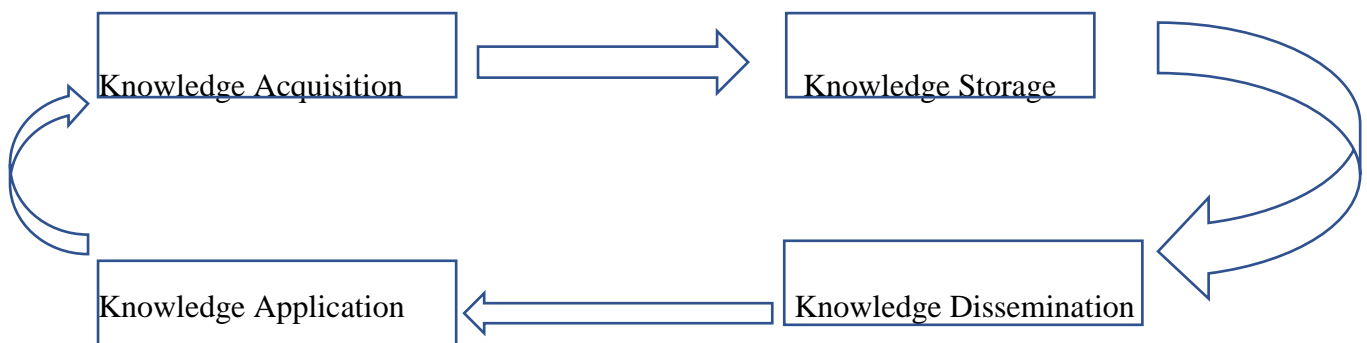 Knowledge Acquisition
Knowledge Storage
Knowledge Application
Knowledge Dissemination